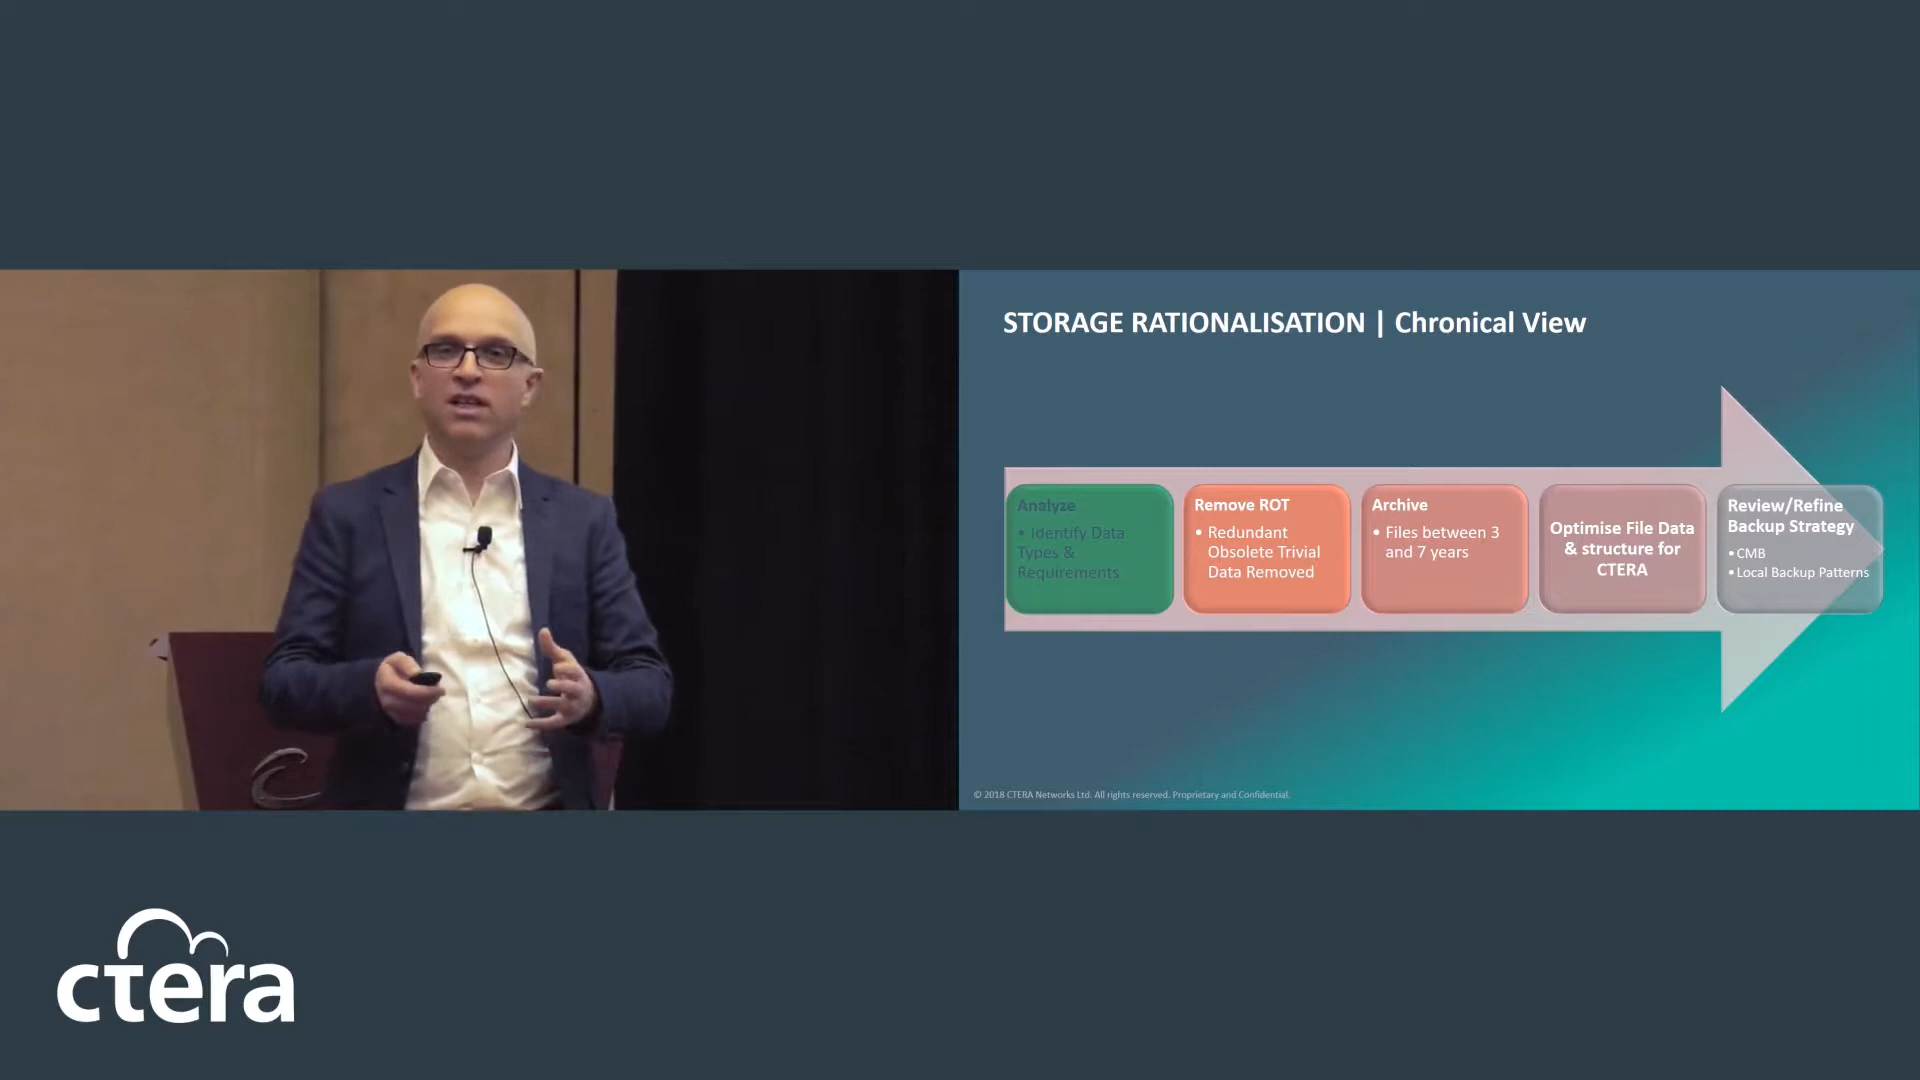 STORAGE RATIONALISATION | Chronical View
Analyze
• Identify Data
Types &
Requirements
Remove ROT
• Redundant
Obsolete Trivial
Data Removed
Archive
• Files between 3
and 7 years
Optimise File Data
& structure for
CTERA
Review/Refine
Backup Strategy
• CMB
• Local Backup Patterns
© 2018 CTERA Networks Ltd. All rights reserved. Proprietary and Confidential.
ctera